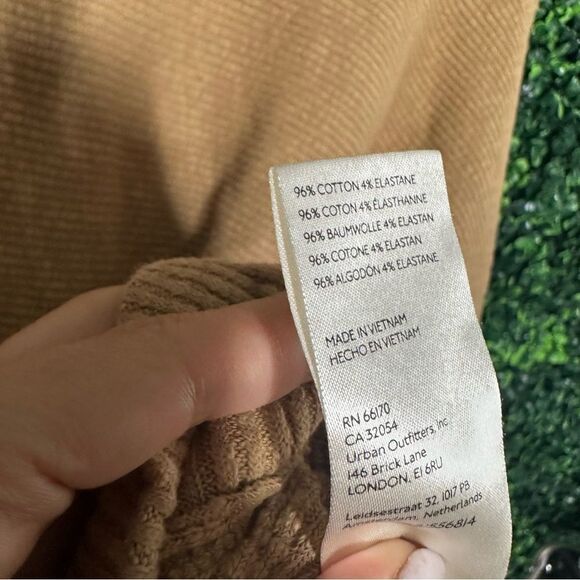 96% COTTON 4% ELASTANE
96% COTON 4% ÉLASTHANNE
96% BAUMWOLLE 4% ELASTAN
96% COTONE 4% ELASTAN
96% ALGODÓN 4% ELASTANE
MADE IN VIETNAM
HECHO EN VIETNAM
RN 66170
CA 32054
Urban Outfitters, Inc.
146 Brick Lane
LONDON, E1 6RU
Leidsestraat 32, 1017 PB
Amsterdam, Netherlands